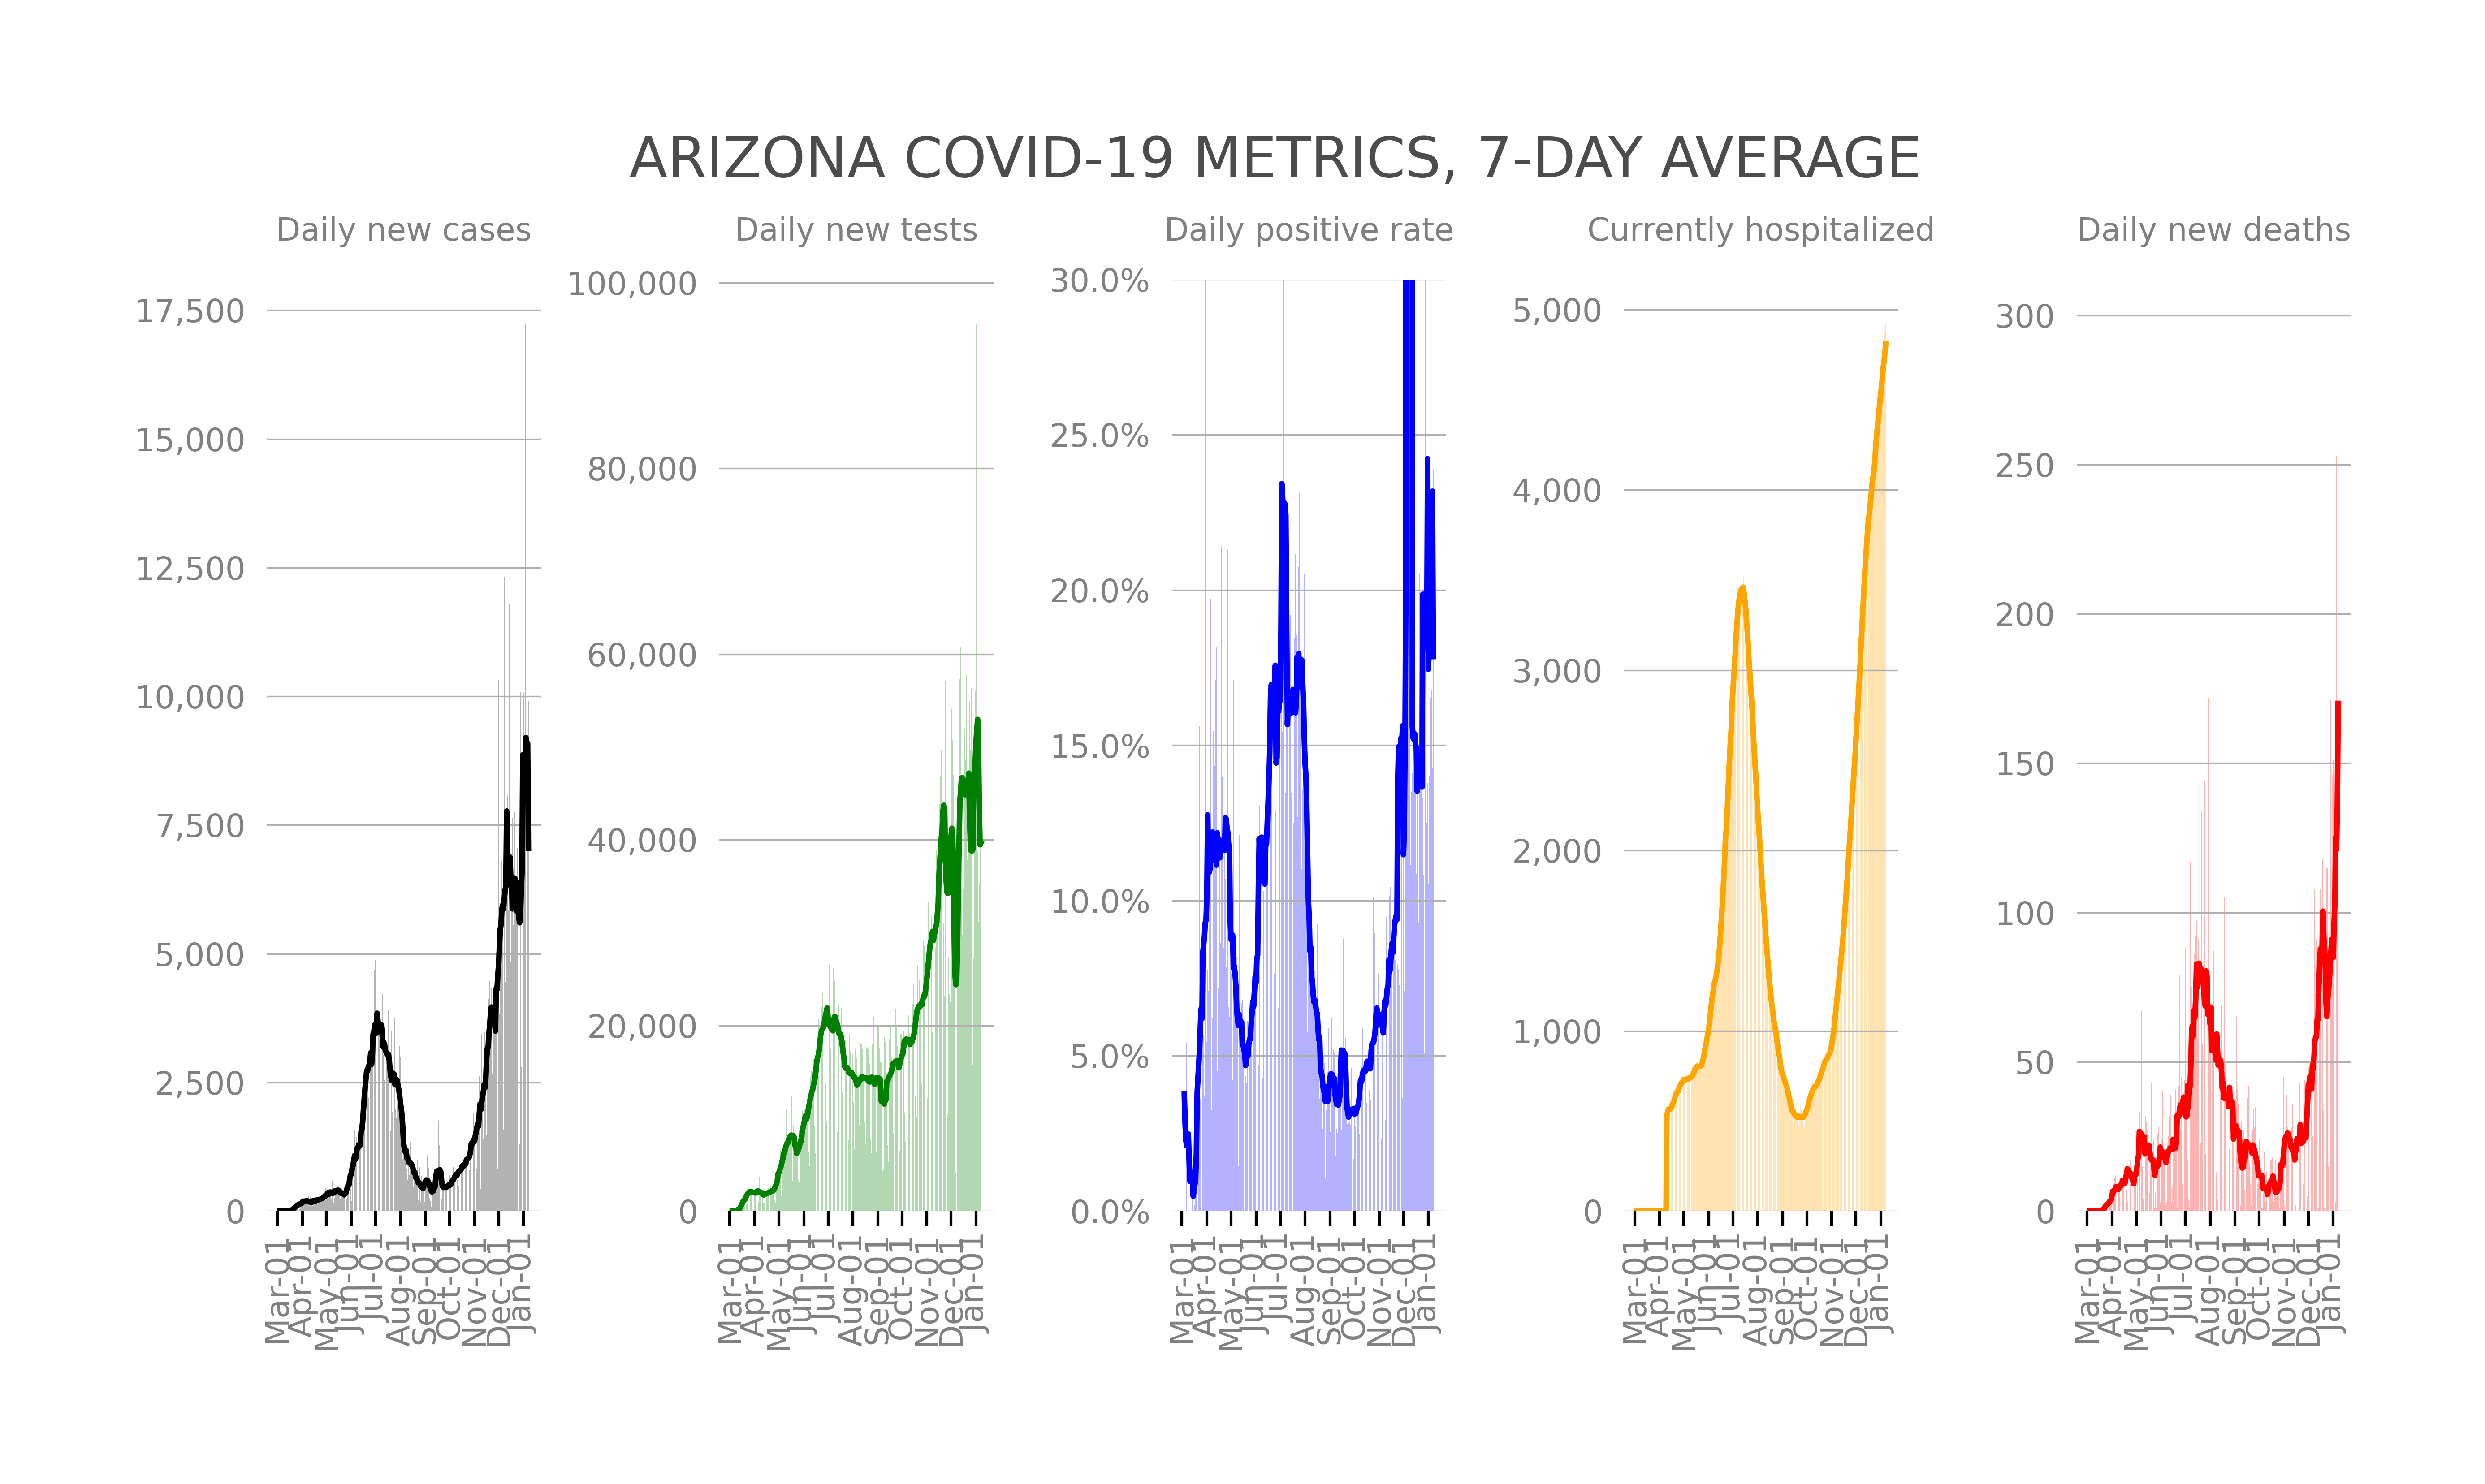 ARIZONA COVID-19 METRICS, 7-DAY AVERAGE
Daily new cases
17,500
15,000
12,500
10,000
7,500
5,000
2,500
0
Mar-01
Apr-01
May-01
Jun-01
Jul-01
Aug-01
Sep-01
Oct-01
Nov-01
Dec-01
Jan-01
Daily new tests
100,000
80,000
60,000
40,000
20,000
0
Mar-01
Apr-01
May-01
Jun-01
Jul-01
Aug-01
Sep-01
Oct-01
Nov-01
Dec-01
Jan-01
Daily positive rate
30.0%
25.0%
20.0%
15.0%
10.0%
5.0%
0.0%
Mar-01
Apr-01
May-01
Jun-01
Jul-01
Aug-01
Sep-01
Oct-01
Nov-01
Dec-01
Jan-01
Currently hospitalized
5,000
4,000
3,000
2,000
1,000
0
Mar-01
Apr-01
May-01
Jun-01
Jul-01
Aug-01
Sep-01
Oct-01
Nov-01
Dec-01
Jan-01
Daily new deaths
300
250
200
150
100
50
0
Mar-01
Apr-01
May-01
Jun-01
Jul-01
Aug-01
Sep-01
Oct-01
Nov-01
Dec-01
Jan-01